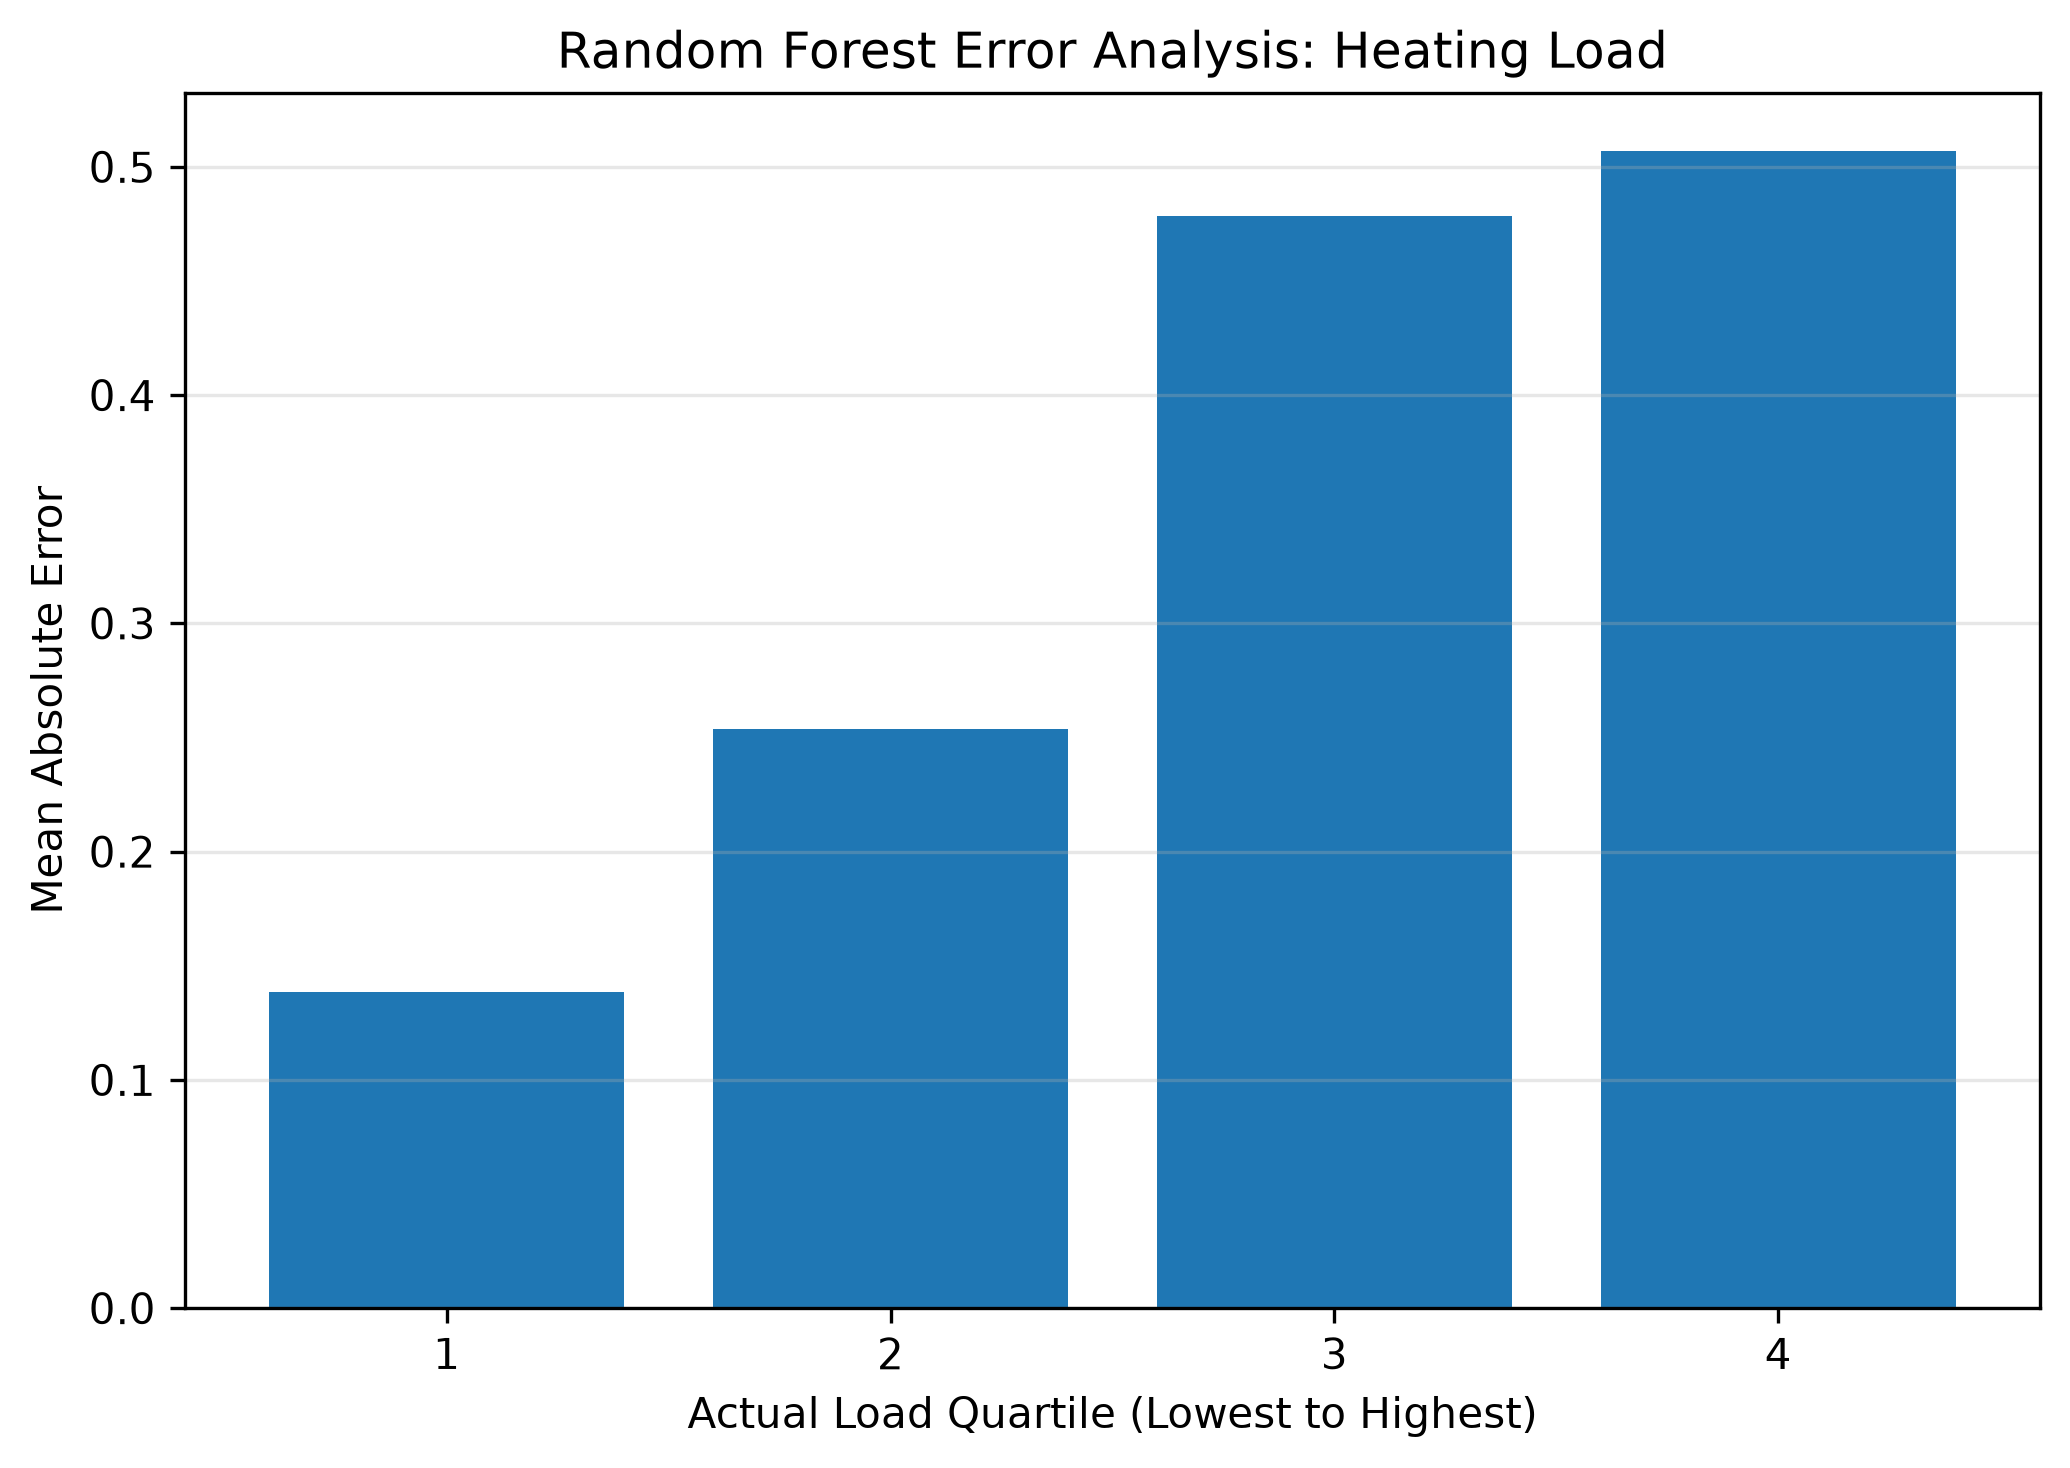 Random Forest Error Analysis: Heating Load
Mean Absolute Error
0.5
0.4
0.3
0.2
0.1
0.0
1 2 3 4
Actual Load Quartile (Lowest to Highest)